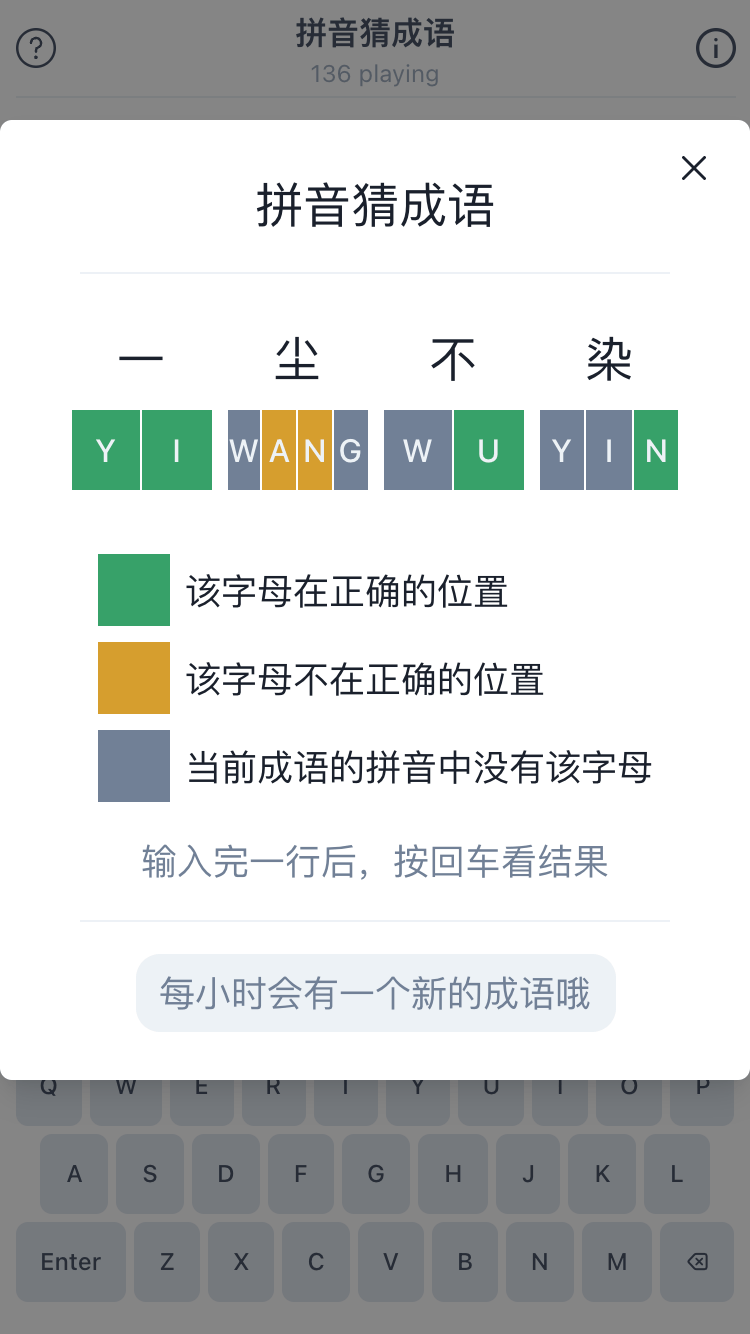 拼音猜成语
136 playing
拼音猜成语
一 尘 不 染
Y I W A N G W U Y I N
该字母在正确的位置
该字母不在正确的位置
当前成语的拼音中没有该字母
输入完一行后，按回车看结果
每小时会有一个新的成语哦
Q W E R T Y U I O P
A S D F G H J K L
Enter Z X C V B N M